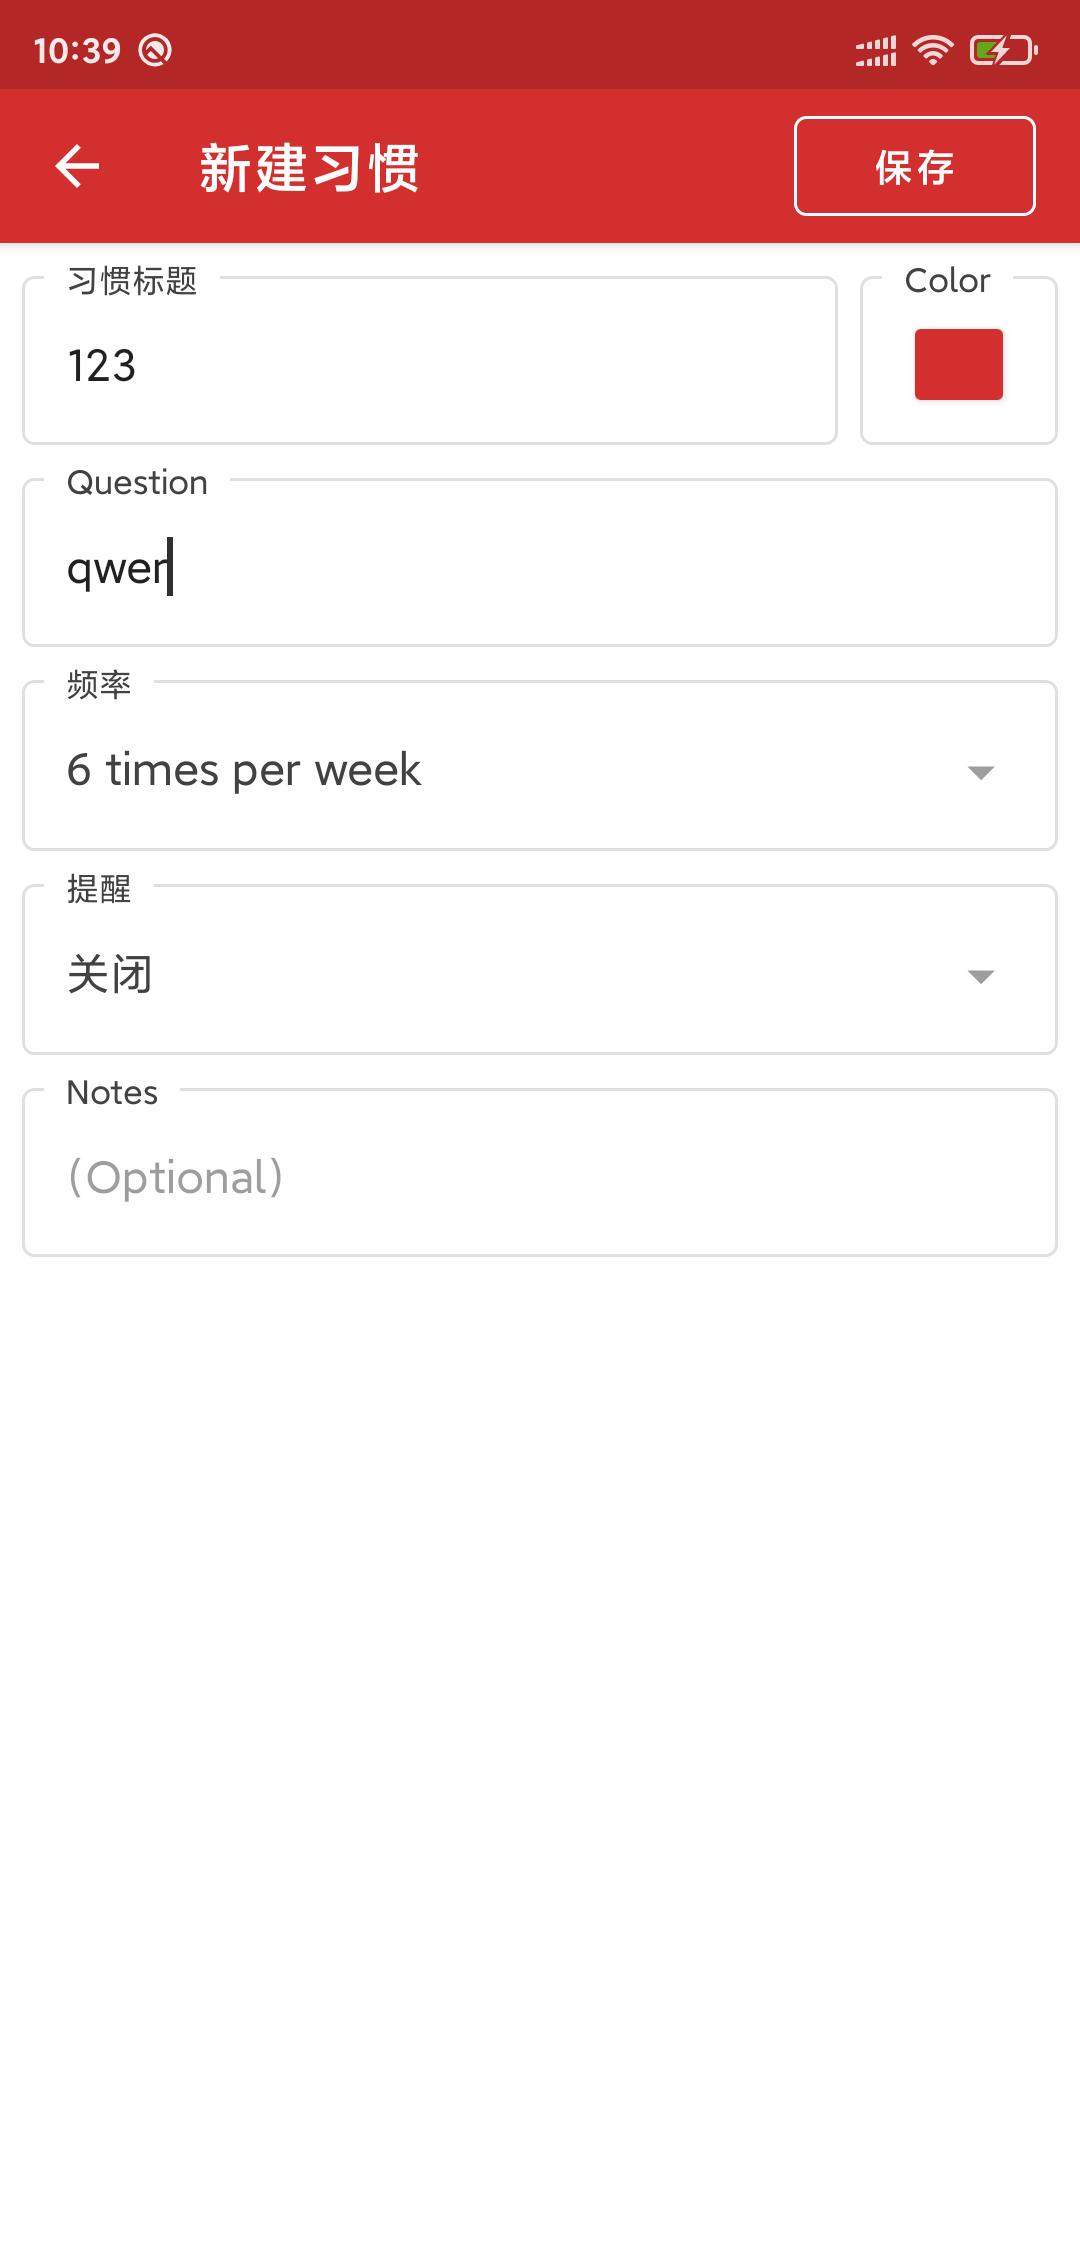 10:39
新建习惯
保存
习惯标题
Color
123
Question
qwer
频率
6 times per week
提醒
关闭
Notes
(Optional)